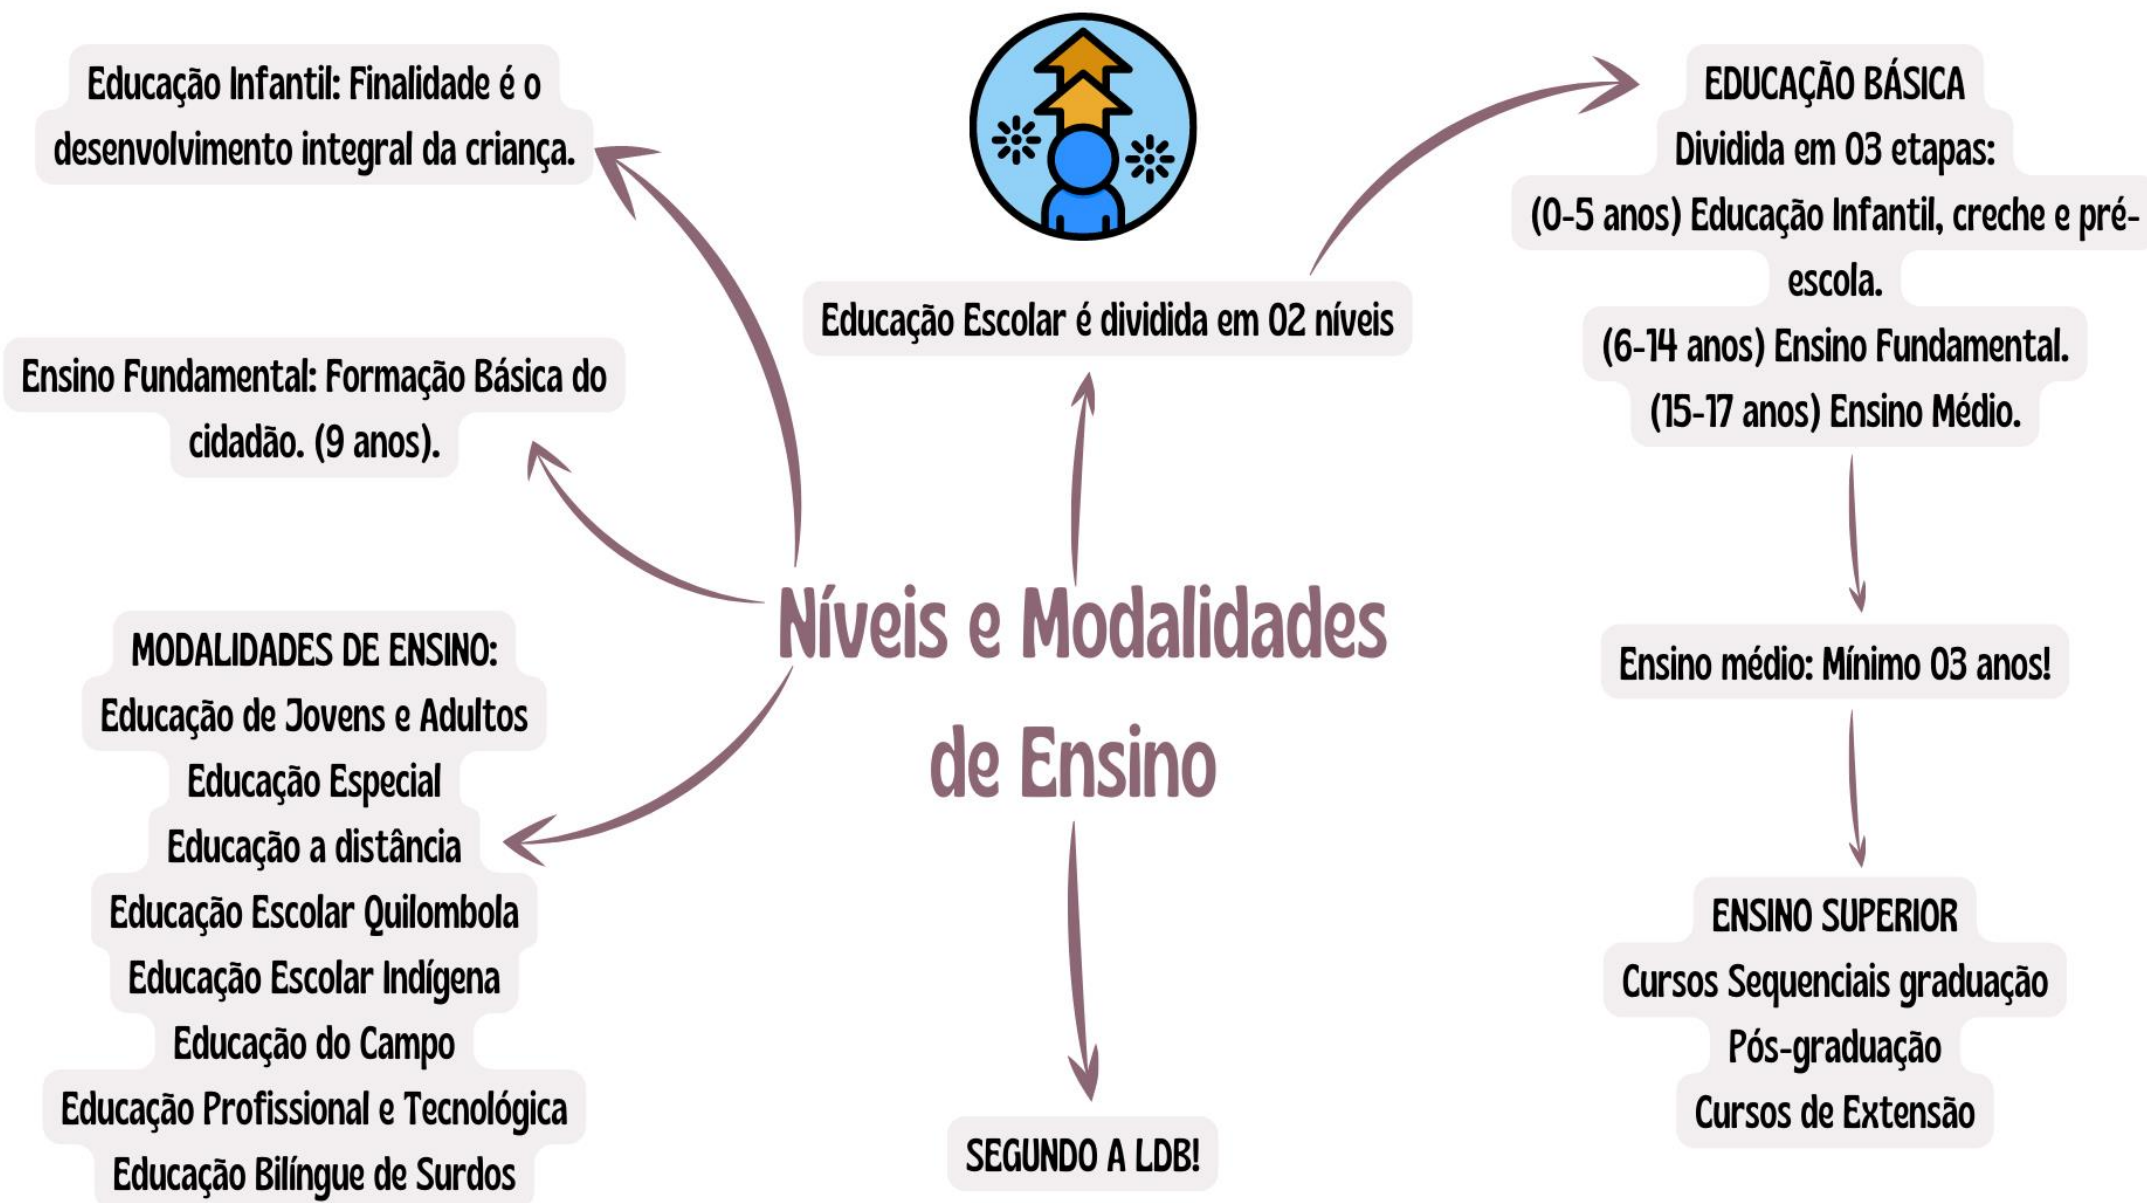 Educação Infantil: Finalidade é o
desenvolvimento integral da criança.
Ensino Fundamental: Formação Básica do
cidadão. (9 anos).
MODALIDADES DE ENSINO:
Educação de Jovens e Adultos
Educação Especial
Educação a distância
Educação Escolar Quilombola
Educação Escolar Indígena
Educação do Campo
Educação Profissional e Tecnológica
Educação Bilíngue de Surdos
Educação Escolar é dividida em 02 níveis
Níveis e Modalidades
de Ensino
SEGUNDO A LDB!
EDUCAÇÃO BÁSICA
Dividida em 03 etapas:
(0-5 anos) Educação Infantil, creche e pré-
escola.
(6-14 anos) Ensino Fundamental.
(15-17 anos) Ensino Médio.
Ensino médio: Mínimo 03 anos!
ENSINO SUPERIOR
Cursos Sequenciais graduação
Pós-graduação
Cursos de Extensão